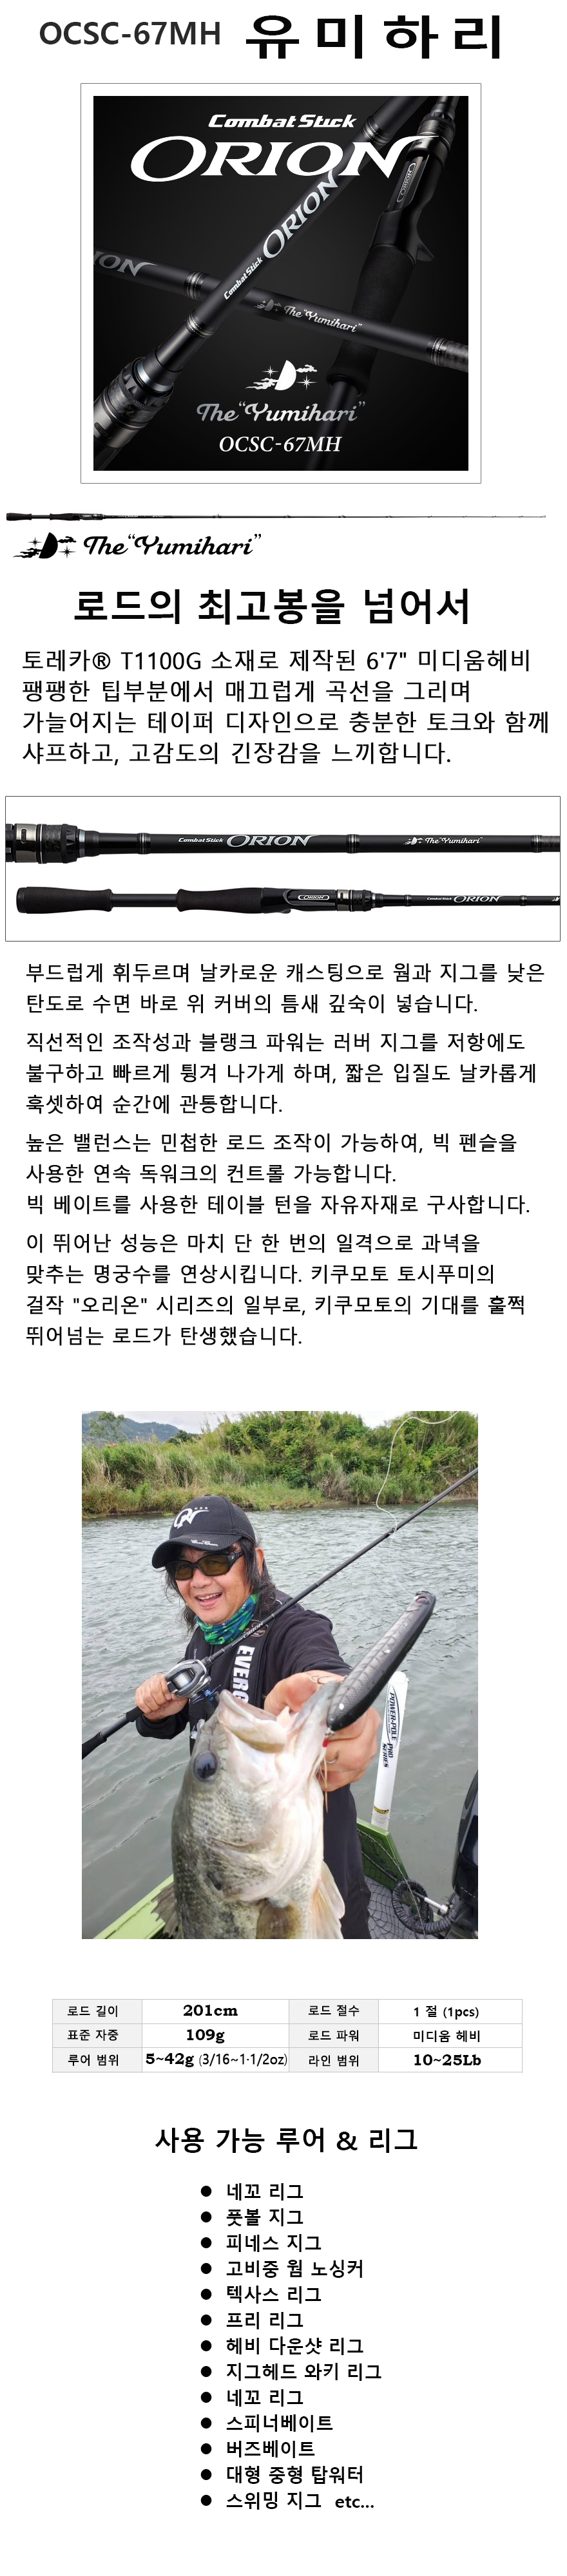 OCSC-67MH 유미하리
Combat Stick
ORION
ORION
Combat Stick ORION
ION
The "Yumihari"
The "Yumihari"
OCSC-67MH
The "Yumihari"
로드의 최고봉을 넘어서
토레카® T1100G 소재로 제작된 6'7" 미디움헤비
팽팽한 팁부분에서 매끄럽게 곡선을 그리며
가늘어지는 테이퍼 디자인으로 충분한 토크와 함께
샤프하고, 고감도의 긴장감을 느끼합니다.
Combat Stick ORION The "Yumihari"
ORION Combat Stick ORION
부드럽게 휘두르며 날카로운 캐스팅으로 웜과 지그를 낮은
탄도로 수면 바로 위 커버의 틈새 깊숙이 넣습니다.
직선적인 조작성과 블랭크 파워는 러버 지그를 저항에도
불구하고 빠르게 튕겨 나가게 하며, 짧은 입질도 날카롭게
훅셋하여 순간에 관통합니다.
높은 밸런스는 민첩한 로드 조작이 가능하여, 빅 펜슬을
사용한 연속 독워크의 컨트롤 가능합니다.
빅 베이트를 사용한 테이블 턴을 자유자재로 구사합니다.
이 뛰어난 성능은 마치 단 한 번의 일격으로 과녁을
맞추는 명궁수를 연상시킵니다. 키쿠모토 토시푸미의
걸작 "오리온" 시리즈의 일부로, 키쿠모토의 기대를 훌쩍
뛰어넘는 로드가 탄생했습니다.
EVERG
POWER-POLE
PRO
SERIES
로드 길이 201cm 로드 절수 1 절 (1pcs)
표준 자중 109g 로드 파워 미디움 헤비
루어 범위 5~42g (3/16~1·1/2oz) 라인 범위 10~25Lb
사용 가능 루어 & 리그
● 네꼬 리그
● 풋볼 지그
● 피네스 지그
● 고비중 웜 노싱커
● 텍사스 리그
● 프리 리그
● 헤비 다운샷 리그
● 지그헤드 와키 리그
● 네꼬 리그
● 스피너베이트
● 버즈베이트
● 대형 중형 탑워터
● 스위밍 지그 etc...